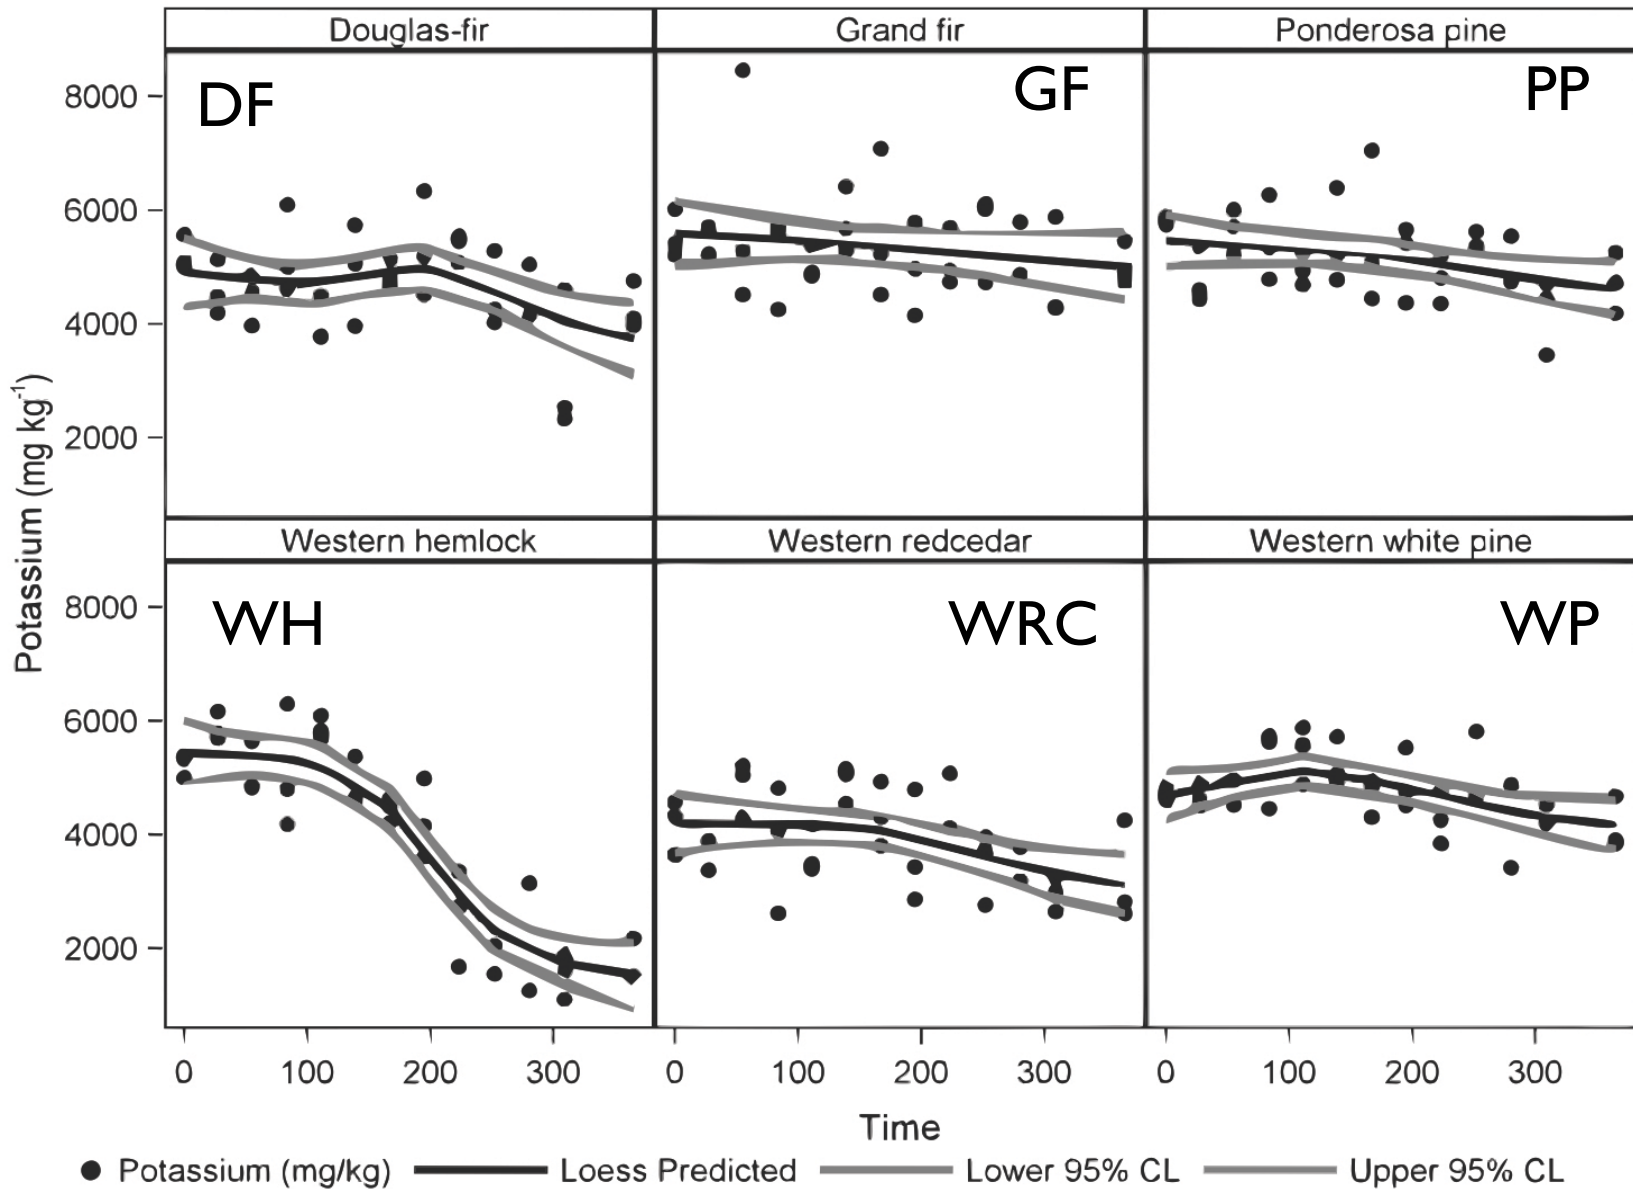 Douglas-fir Grand fir Ponderosa pine
DF GF PP
8000
6000
4000
2000
Potassium (mg kg-1)
Western hemlock Western redcedar Western white pine
WH WRC WP
8000
6000
4000
2000
0 100 200 300 0 100 200 300 0 100 200 300
Time
Potassium (mg/kg) Loess Predicted Lower 95% CL Upper 95% CL